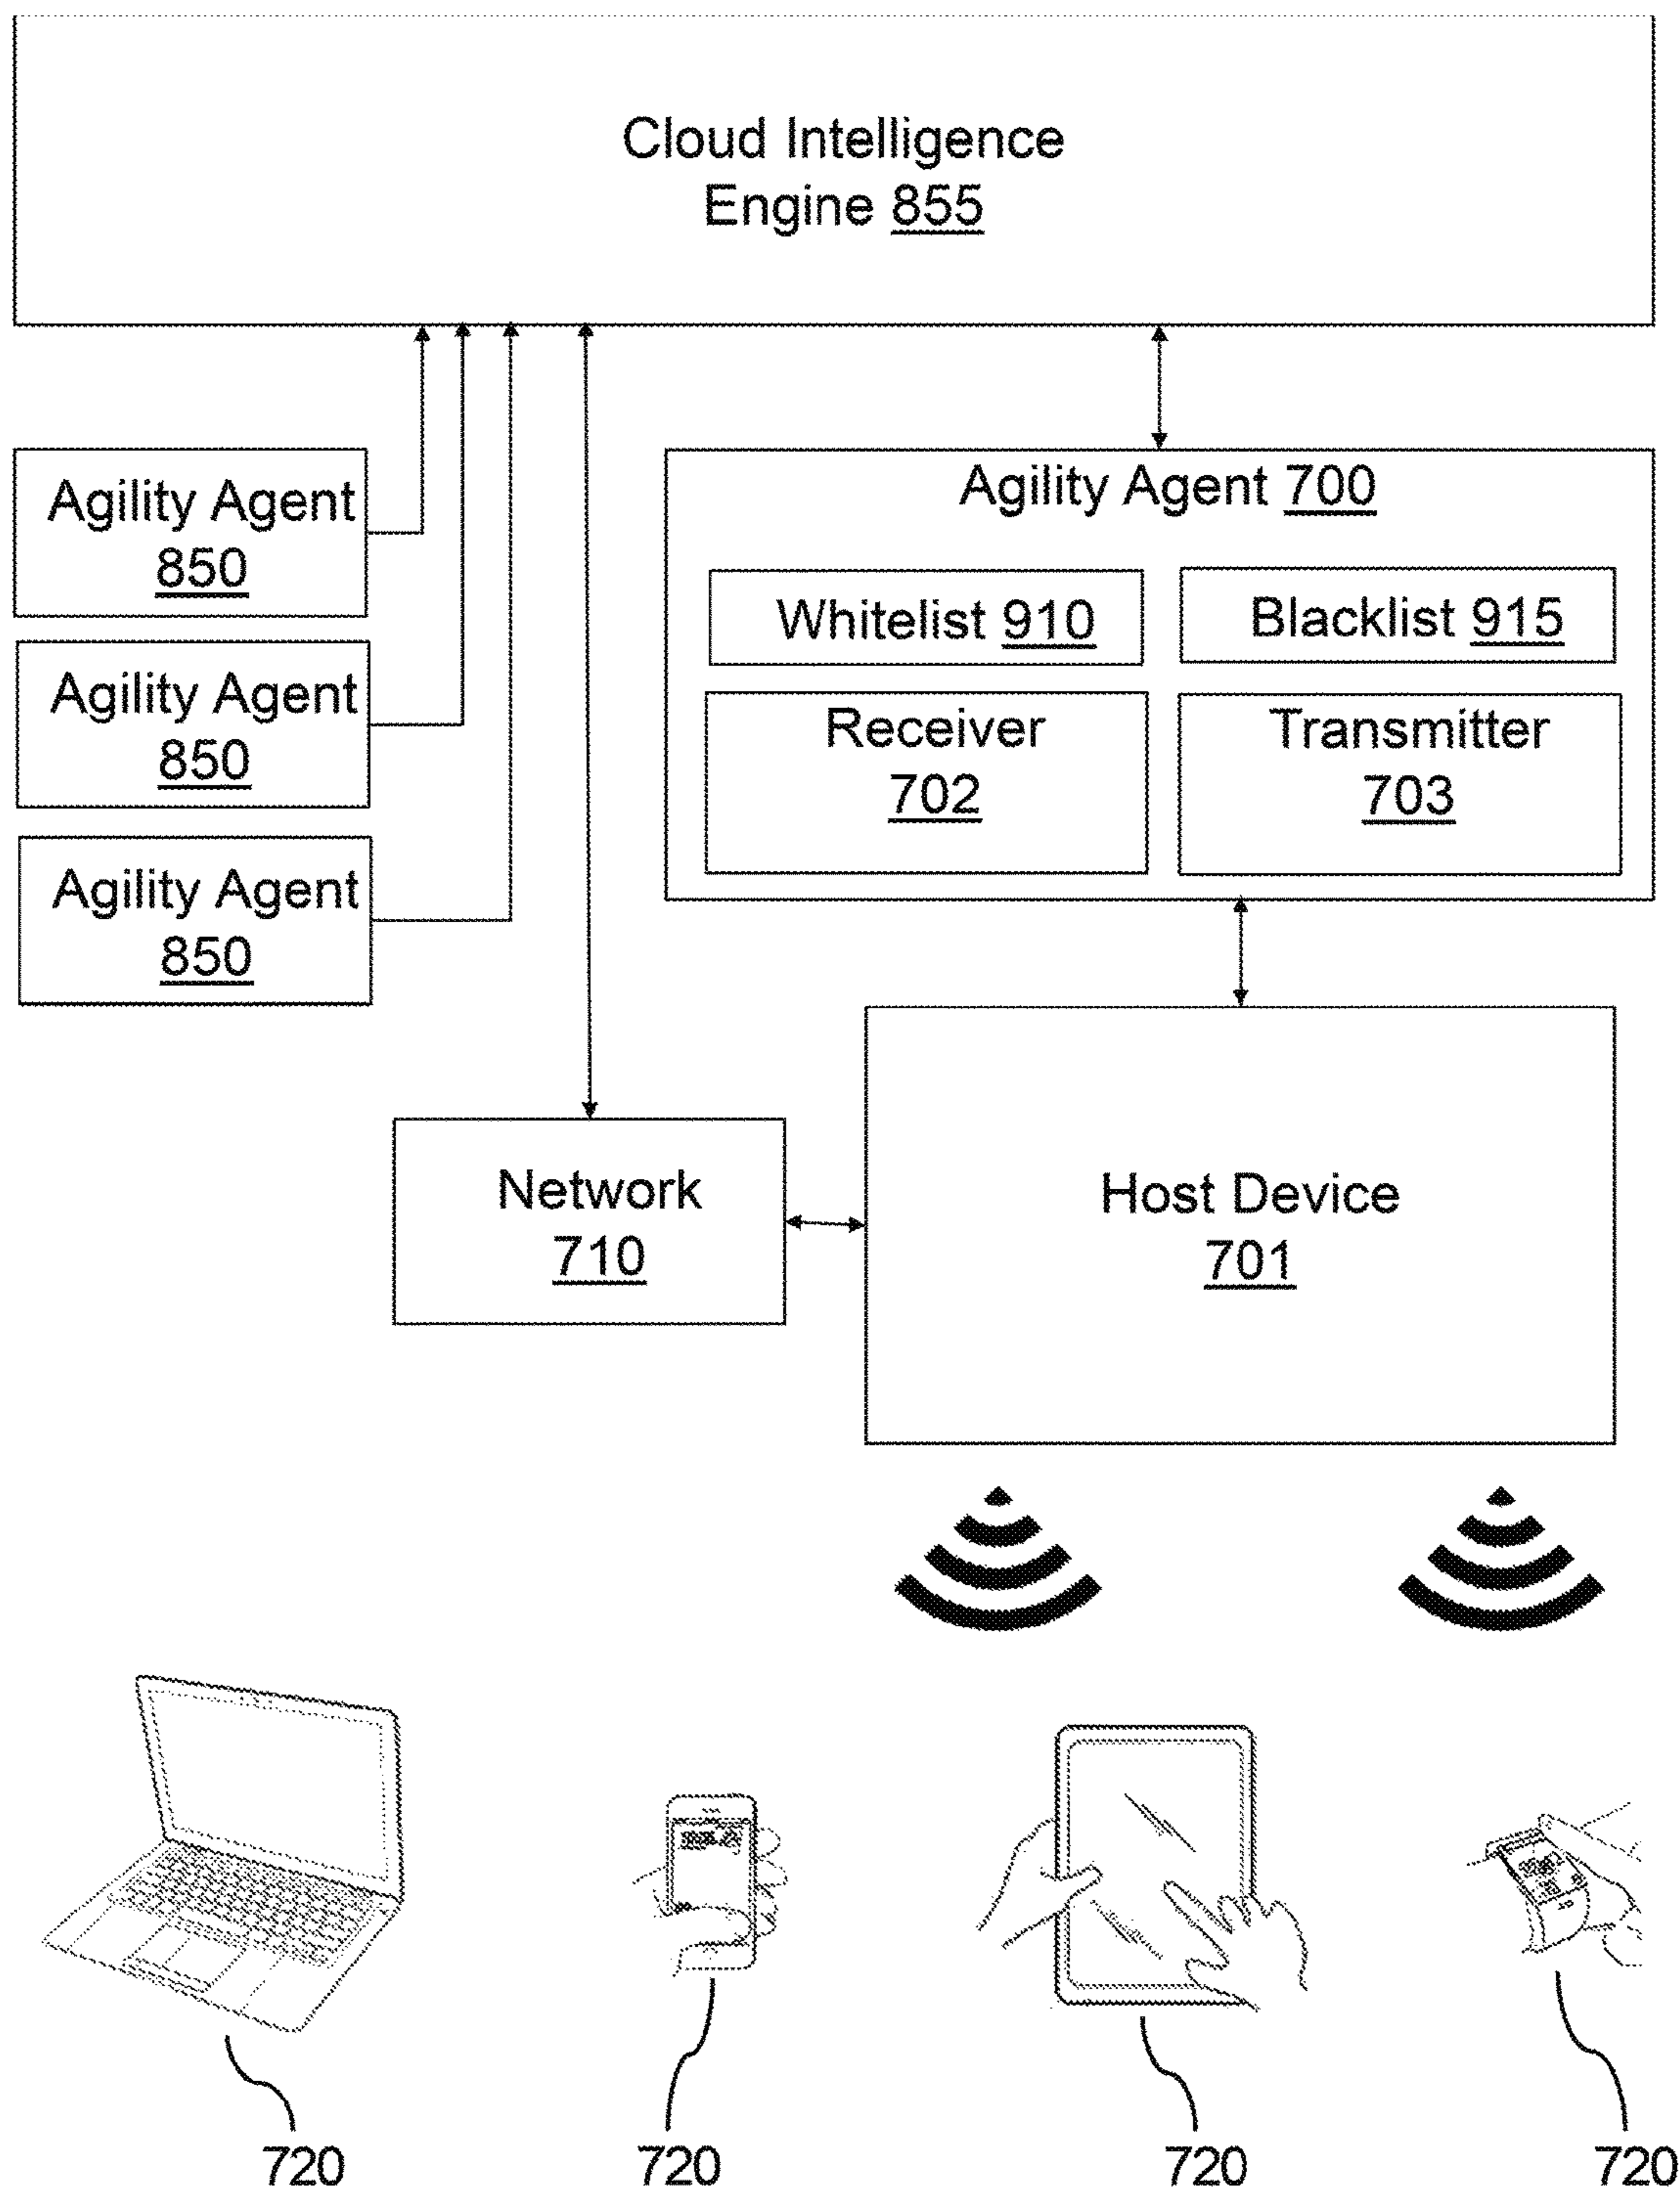 Cloud Intelligence
Engine 855
Agility Agent
850
Agility Agent
850
Agility Agent
850
Agility Agent 700
Whitelist 910
Blacklist 915
Receiver
702
Transmitter
703
Network
710
Host Device
701
720
720
720
720